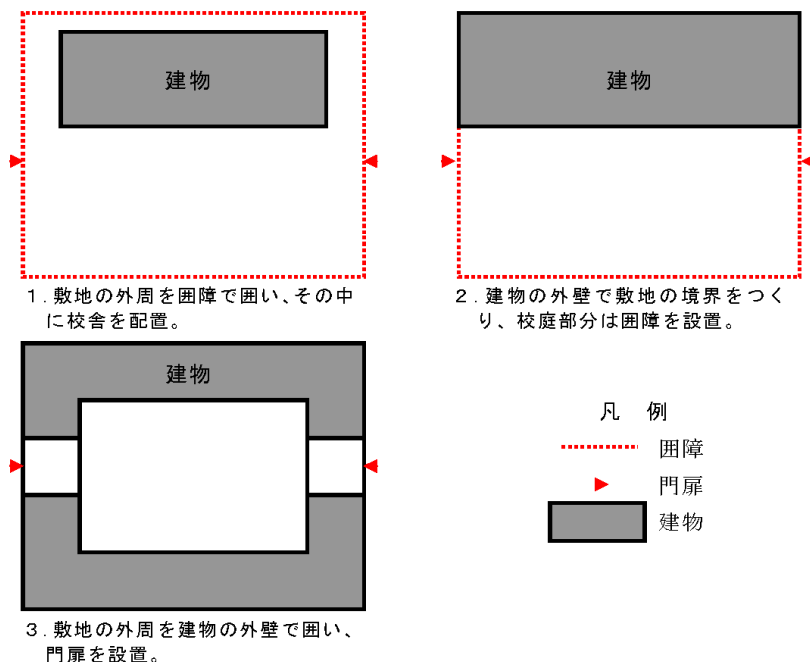 建物
建物
1．敷地の外周を囲障で囲い、その中
に校舎を配置。
2．建物の外壁で敷地の境界をつく
り、校庭部分は囲障を設置。
建物
凡　例
囲障
門扉
建物
3．敷地の外周を建物の外壁で囲い、
門扉を設置。